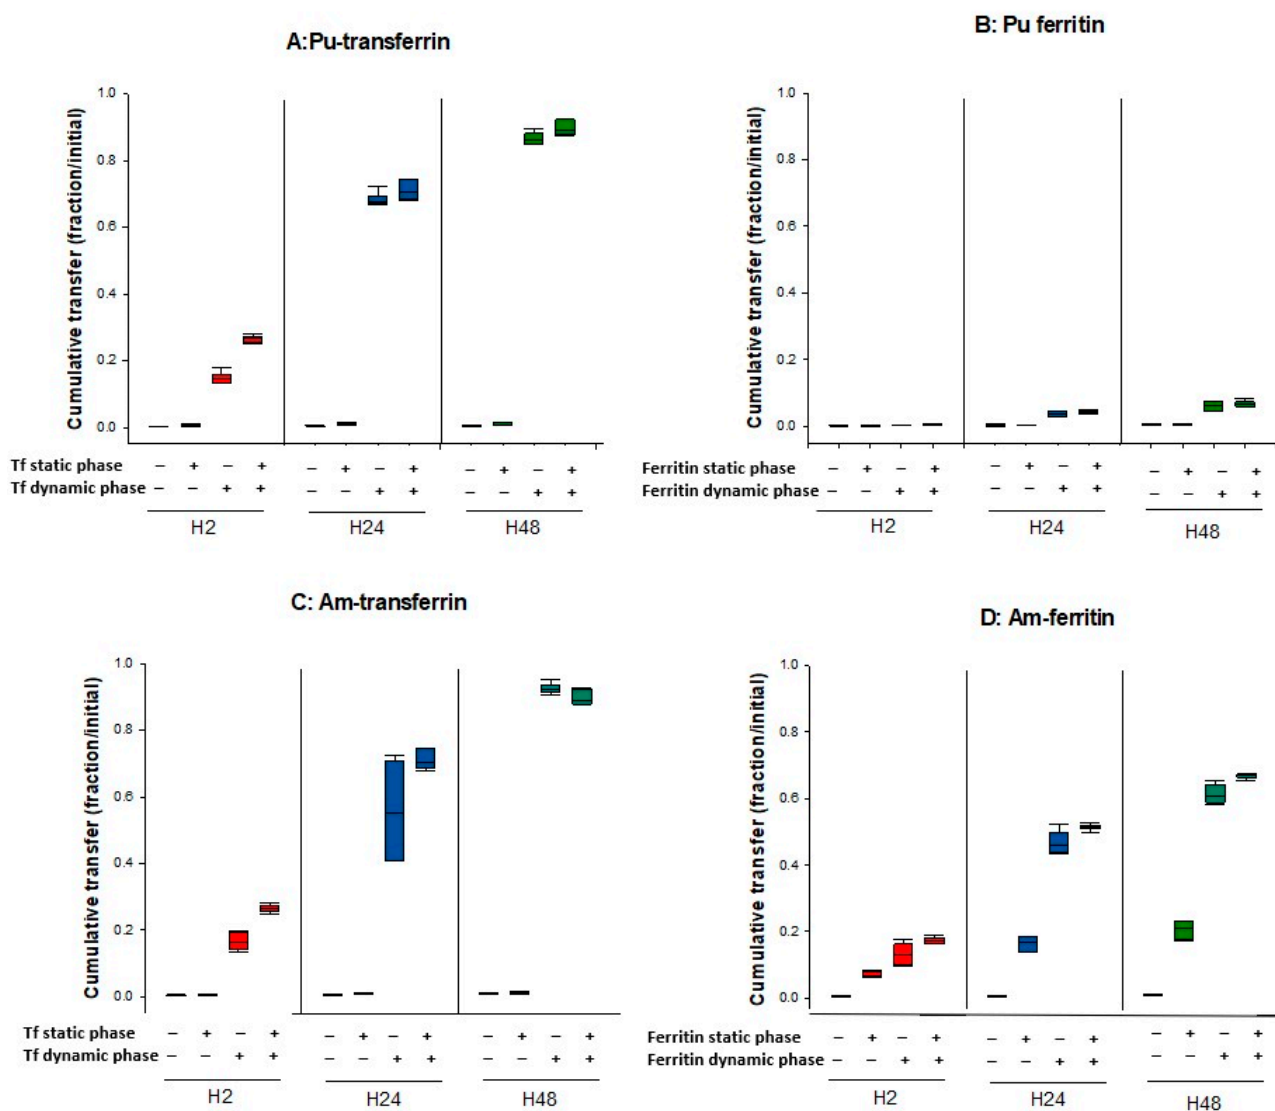 A:Pu-transferrin
Cumulative transfer (fraction/initial)
1.0
0.8
0.6
0.4
0.2
0.0
Tf static phase – + – + – + – + – + – +
Tf dynamic phase – – + + – – + + – – + +
H2 H24 H48
B: Pu ferritin
Cumulative transfer (fraction/initial)
1.0
0.8
0.6
0.4
0.2
0.0
Ferritin static phase – + – + – + – + – + – +
Ferritin dynamic phase – – + + – – + + – – + +
H2 H24 H48
C: Am-transferrin
Cumulative transfer (fraction/initial)
1.0
0.8
0.6
0.4
0.2
0.0
Tf static phase – + – + – + – + – + – +
Tf dynamic phase – – + + – – + + – – + +
H2 H24 H48
D: Am-ferritin
Cumulative transfer (fraction/initial)
1.0
0.8
0.6
0.4
0.2
0.0
Ferritin static phase – + – + – + – + – + – +
Ferritin dynamic phase – – + + – – + + – – + +
H2 H24 H48